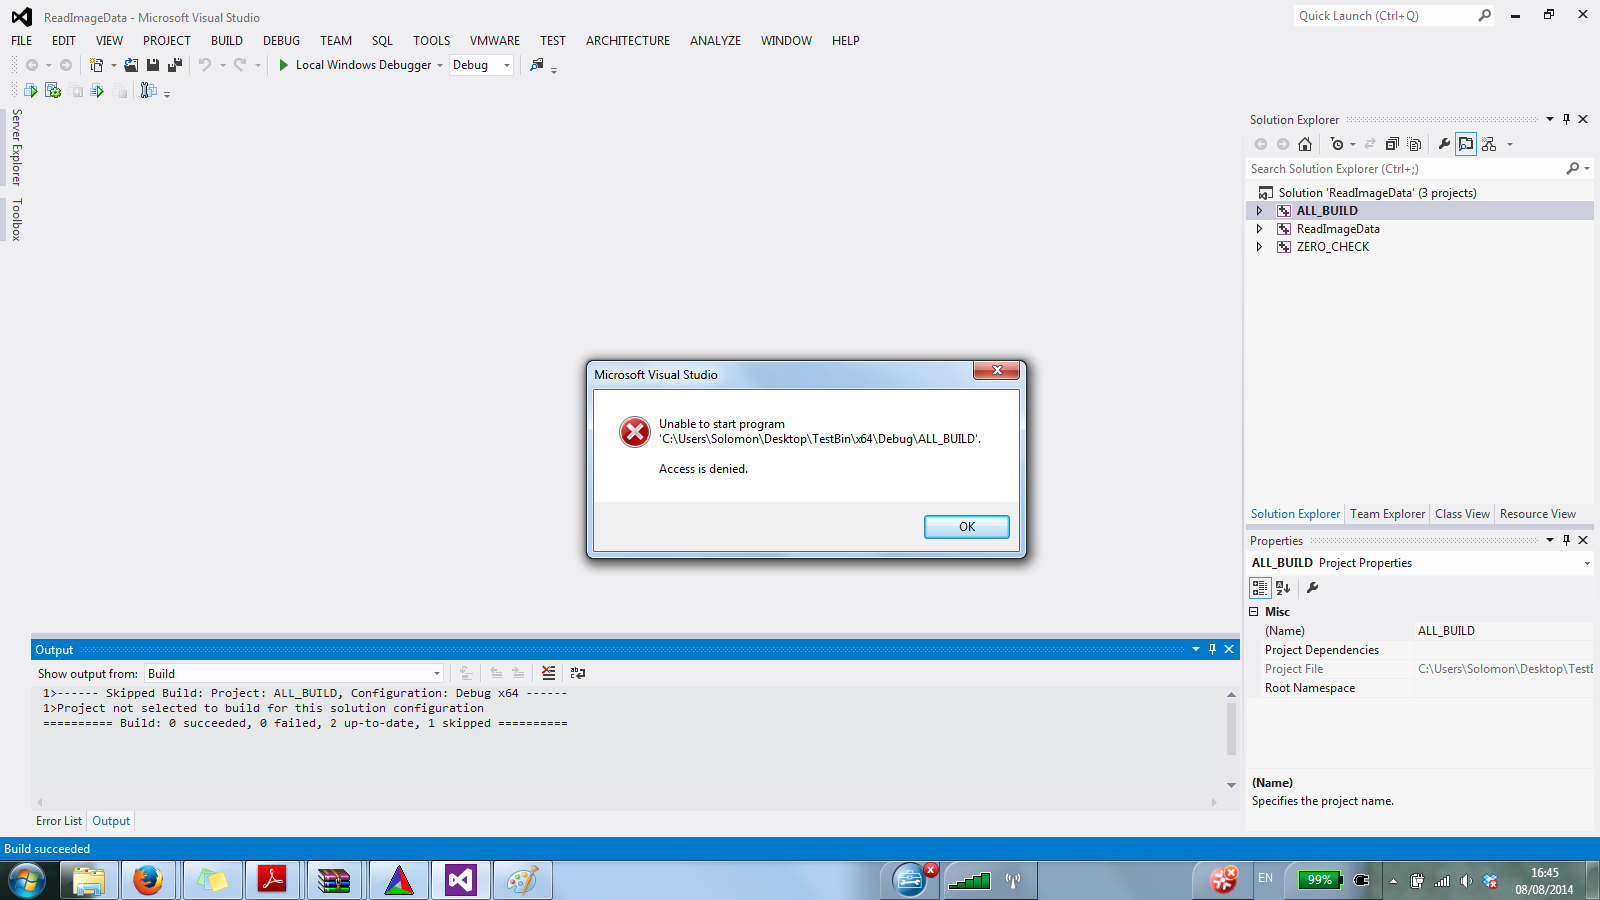 ReadImageData - Microsoft Visual Studio
Quick Launch (Ctrl+Q)
FILE EDIT VIEW PROJECT BUILD DEBUG TEAM SQL TOOLS VMWARE TEST ARCHITECTURE ANALYZE WINDOW HELP
Local Windows Debugger Debug
Server Explorer
Toolbox
Solution Explorer
Search Solution Explorer (Ctrl+;)
Solution 'ReadImageData' (3 projects)
ALL_BUILD
ReadImageData
ZERO_CHECK
Microsoft Visual Studio
Unable to start program
'C:\Users\Solomon\Desktop\TestBin\x64\Debug\ALL_BUILD'.
Access is denied.
OK
Solution Explorer Team Explorer Class View Resource View
Properties
ALL_BUILD Project Properties
Misc
(Name) ALL_BUILD
Project Dependencies
Project File C:\Users\Solomon\Desktop\TestE
Root Namespace
(Name)
Specifies the project name.
Output
Show output from: Build
1>------ Skipped Build: Project: ALL_BUILD, Configuration: Debug x64 ------
1>Project not selected to build for this solution configuration
========== Build: 0 succeeded, 0 failed, 2 up-to-date, 1 skipped ==========
Error List Output
Build succeeded
EN
99%
16:45
08/08/2014